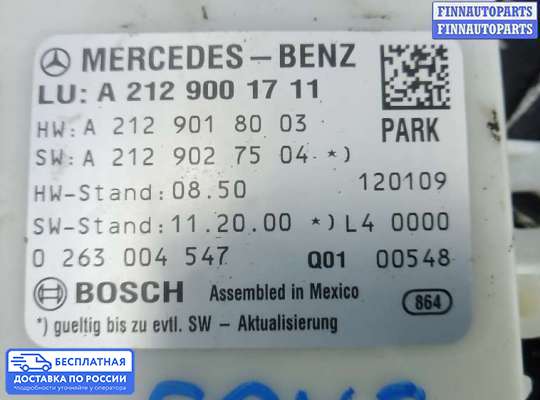 FINNAUTOPARTS
FINNAUTOPARTS
MERCEDES-BENZ
LU: A 212 900 17 11
HW: A 212 901 80 03
SW: A 212 902 75 04 *)
PARK
HW-Stand: 08.50
120109
SW-Stand: 11.20.00 *) L4 0000
0 263 004 547 Q01 00548
BOSCH Assembled in Mexico
864
*) gueltig bis zu evtl. SW - Aktualisierung
БЕСПЛАТНАЯ
ДОСТАВКА ПО РОССИИ